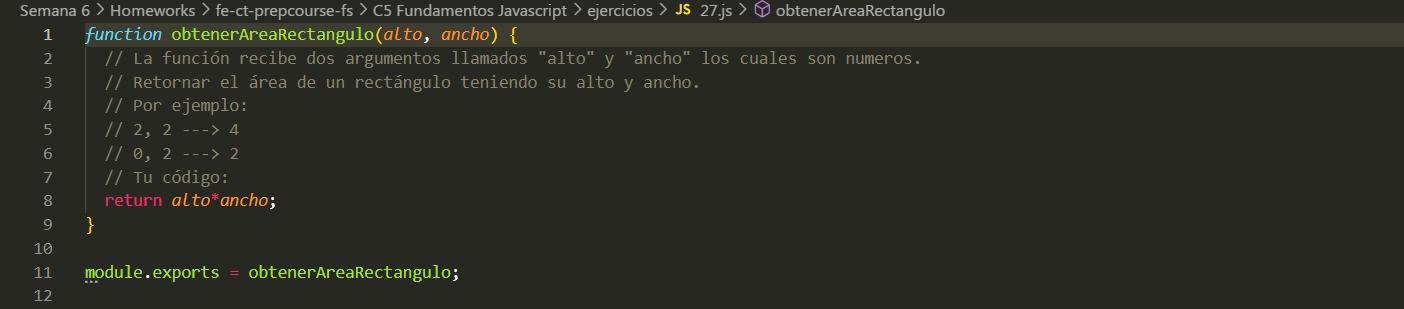 Semana 6 > Homeworks > fe-ct-prepcourse-fs > C5 Fundamentos Javascript > ejercicios > JS 27.js > obtenerAreaRectangulo
1 function obtenerAreaRectangulo(alto, ancho) {
2 // La función recibe dos argumentos llamados "alto" y "ancho" los cuales son numeros.
3 // Retornar el área de un rectángulo teniendo su alto y ancho.
4 // Por ejemplo:
5 // 2, 2 ---> 4
6 // 0, 2 ---> 2
7 // Tu código:
8 return alto*ancho;
9 }
10
11 module.exports = obtenerAreaRectangulo;
12